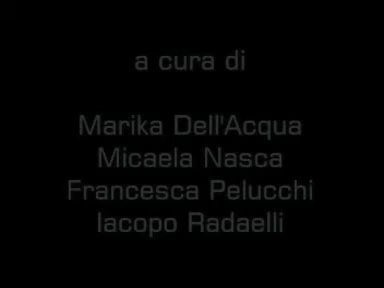 a cura di
Marika Dell'Acqua
Micaela Nasca
Francesca Pelucchi
Iacopo Radaelli